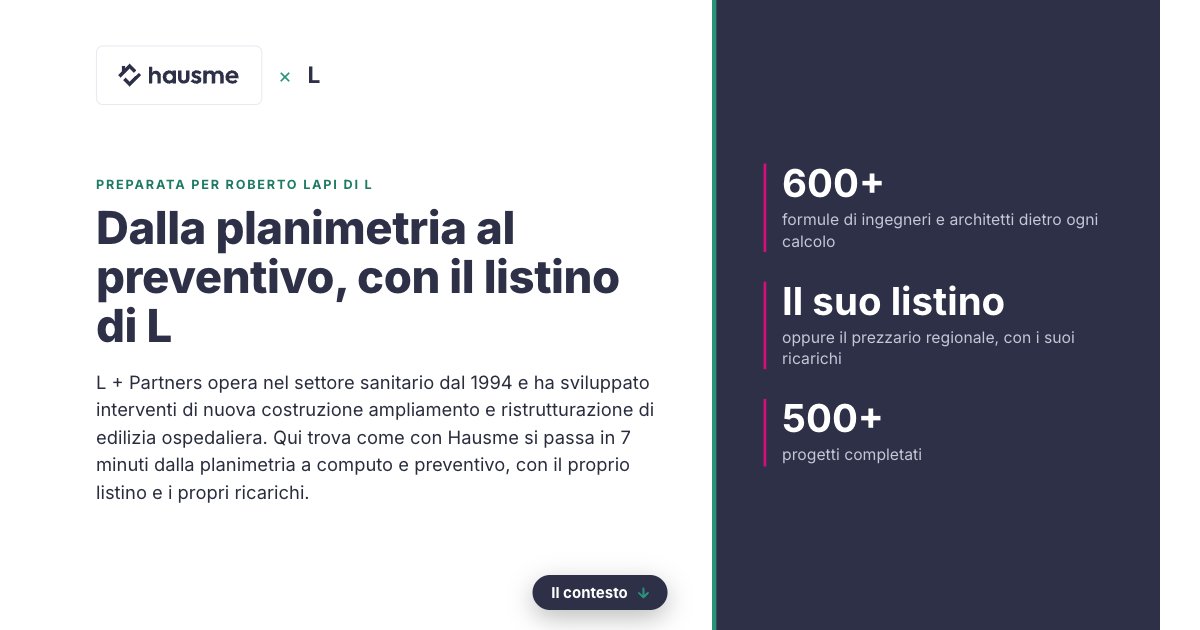 hausme × L
PREPARATA PER ROBERTO LAPI DI L
Dalla planimetria al
preventivo, con il listino
di L
L + Partners opera nel settore sanitario dal 1994 e ha sviluppato
interventi di nuova costruzione ampliamento e ristrutturazione di
edilizia ospedaliera. Qui trova come con Hausme si passa in 7
minuti dalla planimetria a computo e preventivo, con il proprio
listino e i propri ricarichi.
Il contesto ↓
600+
formule di ingegneri e architetti dietro ogni
calcolo
Il suo listino
oppure il prezzario regionale, con i suoi
ricarichi
500+
progetti completati